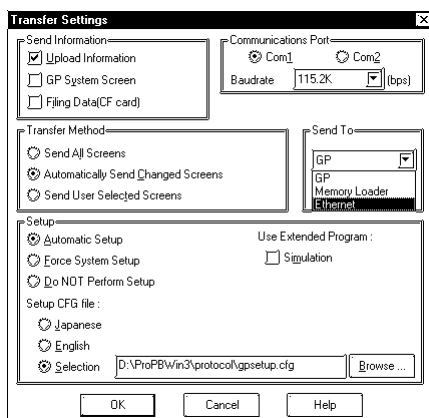 Transfer Settings
Send Information
Upload Information
GP System Screen
Filing Data(CF card)
Communications Port
Com1
Com2
Baudrate
115.2K
(bps)
Transfer Method
Send All Screens
Automatically Send Changed Screens
Send User Selected Screens
Send To
GP
GP
Memory Loader
Ethernet
Setup
Automatic Setup
Force System Setup
Do NOT Perform Setup
Use Extended Program :
Simulation
Setup CFG file :
Japanese
English
Selection
D:\ProPBWin3\protocol\gpsetup.cfg
Browse ...
OK
Cancel
Help